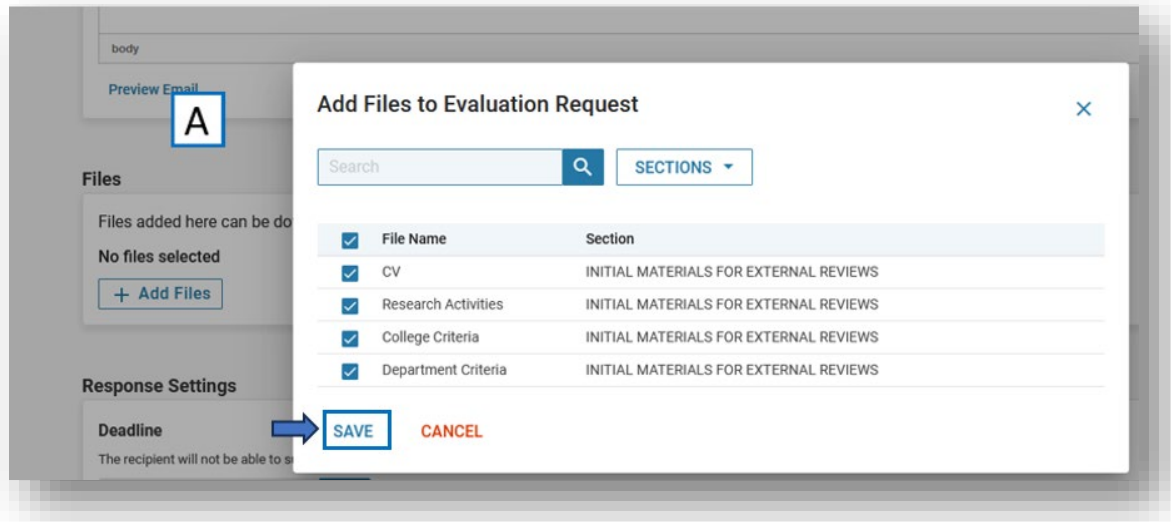 body
Preview Email
A
Files
Files added here can be do
No files selected
+ Add Files
Response Settings
Deadline
The recipient will not be able to
Add Files to Evaluation Request
×
Search
SECTIONS
File Name Section
CV INITIAL MATERIALS FOR EXTERNAL REVIEWS
Research Activities INITIAL MATERIALS FOR EXTERNAL REVIEWS
College Criteria INITIAL MATERIALS FOR EXTERNAL REVIEWS
Department Criteria INITIAL MATERIALS FOR EXTERNAL REVIEWS
SAVE CANCEL